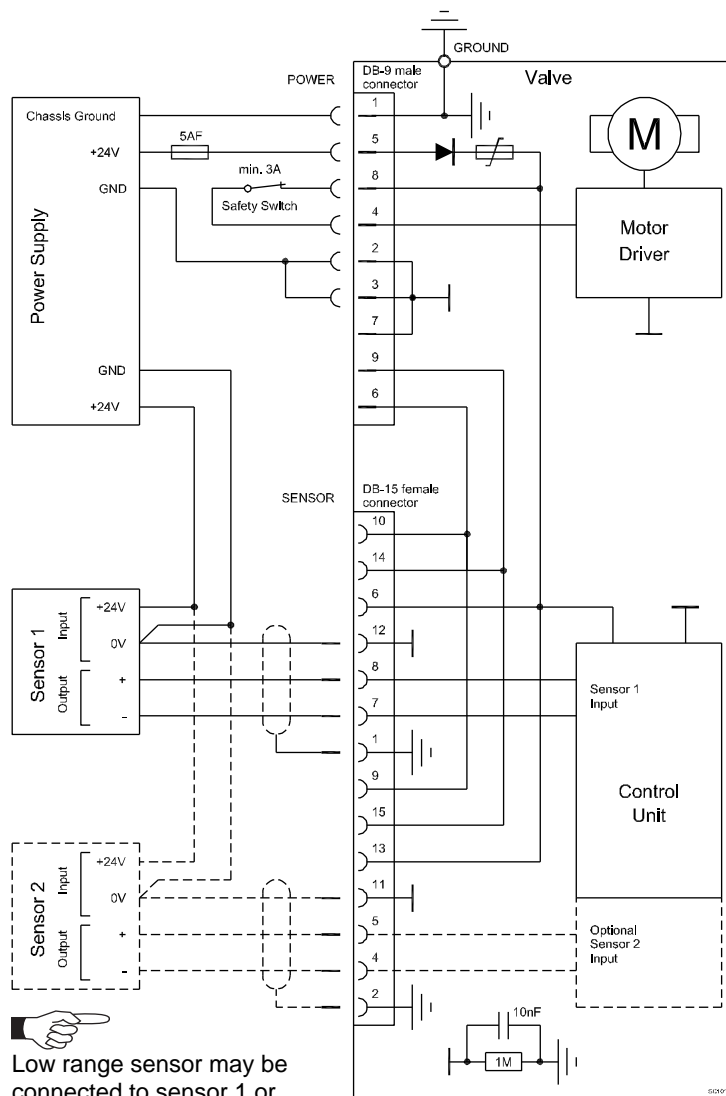 GROUND
POWER
DB-9 male
connector
Valve
Chassis Ground
+24V
GND
GND
+24V
Power Supply
5AF
min. 3A
Safety Switch
1
5
8
4
2
3
7
9
6
M
Motor
Driver
SENSOR
DB-15 female
connector
10
14
6
12
8
7
1
9
15
13
11
5
4
2
Sensor 1
Input
Output
+24V
0V
+
-
Sensor 2
Input
Output
+24V
0V
+
-
Sensor 1
Input
Control
Unit
Optional
Sensor 2
Input
10nF
1M
Low range sensor may be
connected to sensor 1 or